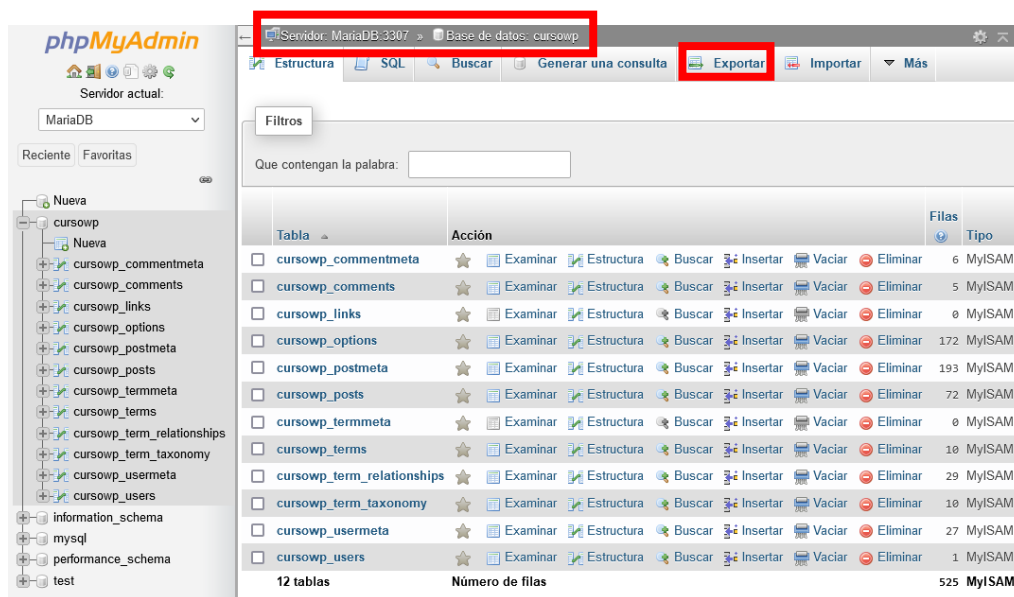 phpMyAdmin
Servidor actual:
MariaDB
Reciente Favoritas
Nueva
cursowp
Nueva
cursowp_commentmeta
cursowp_comments
cursowp_links
cursowp_options
cursowp_postmeta
cursowp_posts
cursowp_termmeta
cursowp_terms
cursowp_term_relationships
cursowp_term_taxonomy
cursowp_usermeta
cursowp_users
information_schema
mysql
performance_schema
test
Servidor: MariaDB:3307 » Base de datos: cursowp
Estructura SQL Buscar Generar una consulta Exportar Importar Más
Filtros
Que contengan la palabra:
Tabla Acción Filas Tipo
cursowp_commentmeta Examinar Estructura Buscar Insertar Vaciar Eliminar 6 MyISAM
cursowp_comments Examinar Estructura Buscar Insertar Vaciar Eliminar 5 MyISAM
cursowp_links Examinar Estructura Buscar Insertar Vaciar Eliminar 0 MyISAM
cursowp_options Examinar Estructura Buscar Insertar Vaciar Eliminar 172 MyISAM
cursowp_postmeta Examinar Estructura Buscar Insertar Vaciar Eliminar 193 MyISAM
cursowp_posts Examinar Estructura Buscar Insertar Vaciar Eliminar 72 MyISAM
cursowp_termmeta Examinar Estructura Buscar Insertar Vaciar Eliminar 0 MyISAM
cursowp_terms Examinar Estructura Buscar Insertar Vaciar Eliminar 10 MyISAM
cursowp_term_relationships Examinar Estructura Buscar Insertar Vaciar Eliminar 29 MyISAM
cursowp_term_taxonomy Examinar Estructura Buscar Insertar Vaciar Eliminar 10 MyISAM
cursowp_usermeta Examinar Estructura Buscar Insertar Vaciar Eliminar 27 MyISAM
cursowp_users Examinar Estructura Buscar Insertar Vaciar Eliminar 1 MyISAM
12 tablas Número de filas 525 MyISAM